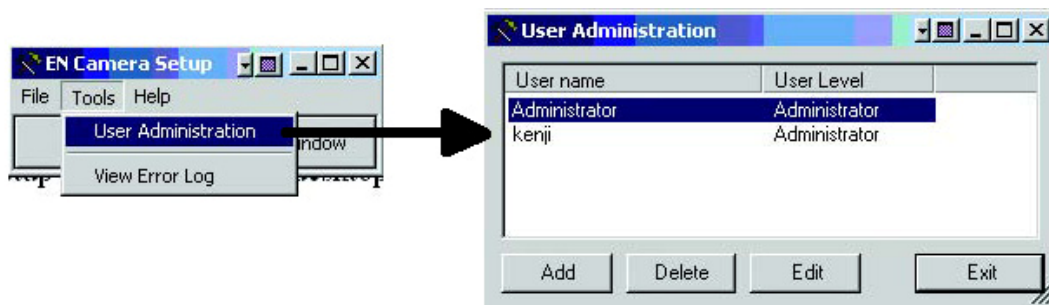 EN Camera Setup
File Tools Help
User Administration
View Error Log
User Administration
User name User Level
Administrator Administrator
kenji Administrator
Add Delete Edit Exit